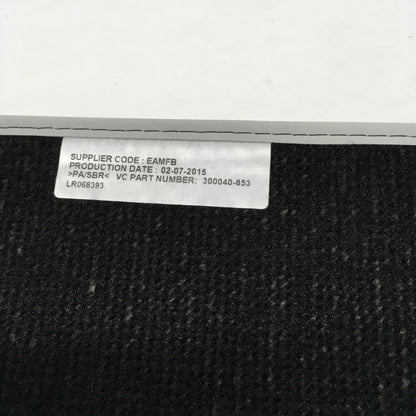 SUPPLIER CODE : EAMFB
PRODUCTION DATE : 02-07-2015
>PA/SBR< VC PART NUMBER: 300040-853
LR068393